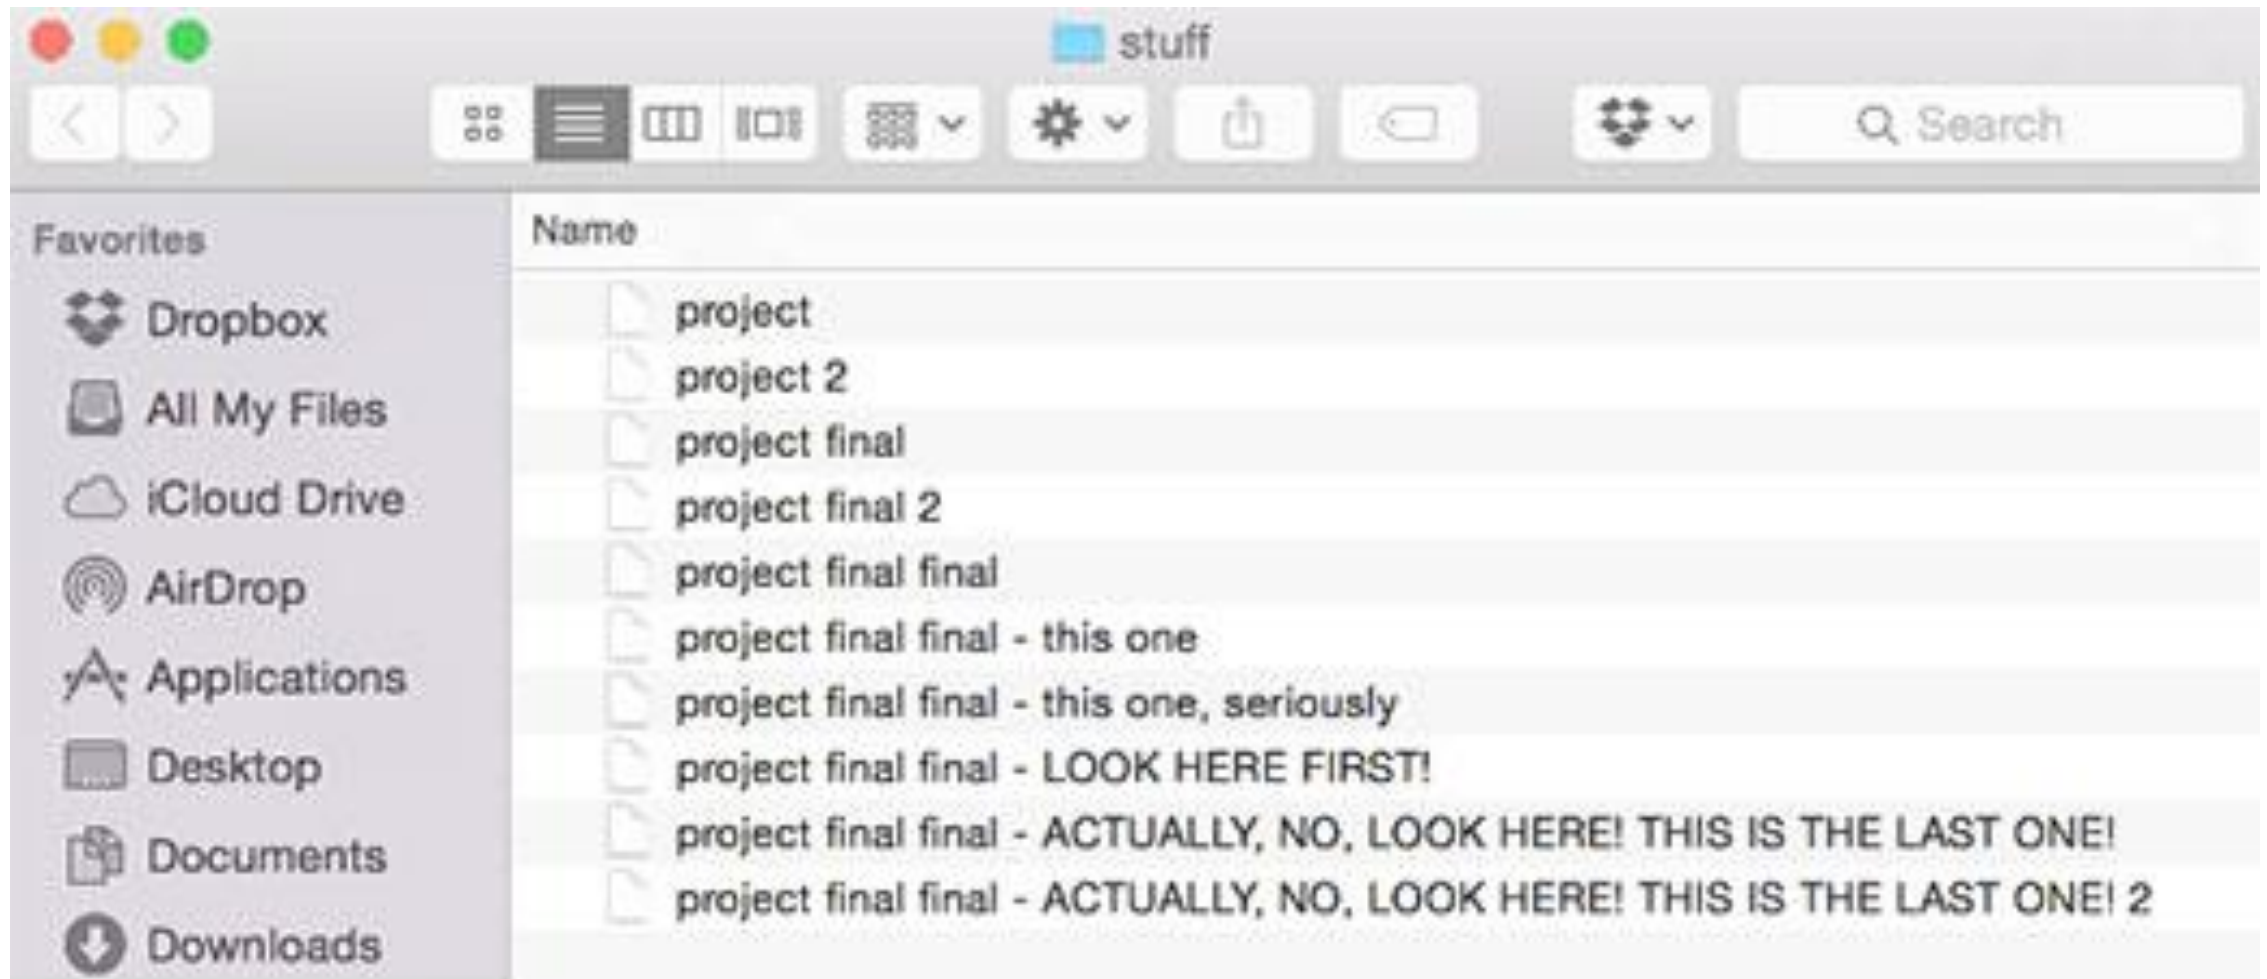 stuff
Search
Favorites
Dropbox
All My Files
iCloud Drive
AirDrop
Applications
Desktop
Documents
Downloads
Name
project
project 2
project final
project final 2
project final final
project final final - this one
project final final - this one, seriously
project final final - LOOK HERE FIRST!
project final final - ACTUALLY, NO, LOOK HERE! THIS IS THE LAST ONE!
project final final - ACTUALLY, NO, LOOK HERE! THIS IS THE LAST ONE! 2